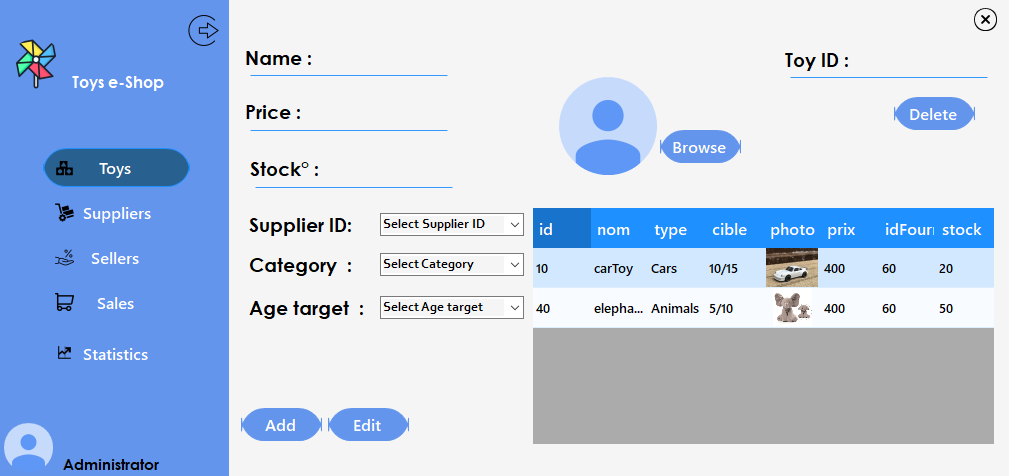 Toys e-Shop
Toys
Suppliers
Sellers
Sales
Statistics
Administrator
Name :
Price :
Stock° :
Supplier ID: Select Supplier ID
Category : Select Category
Age target : Select Age target
Add Edit
Browse
Toy ID :
Delete
id nom type cible photo prix idFourr stock
10 carToy Cars 10/15 400 60 20
40 elepha... Animals 5/10 400 60 50